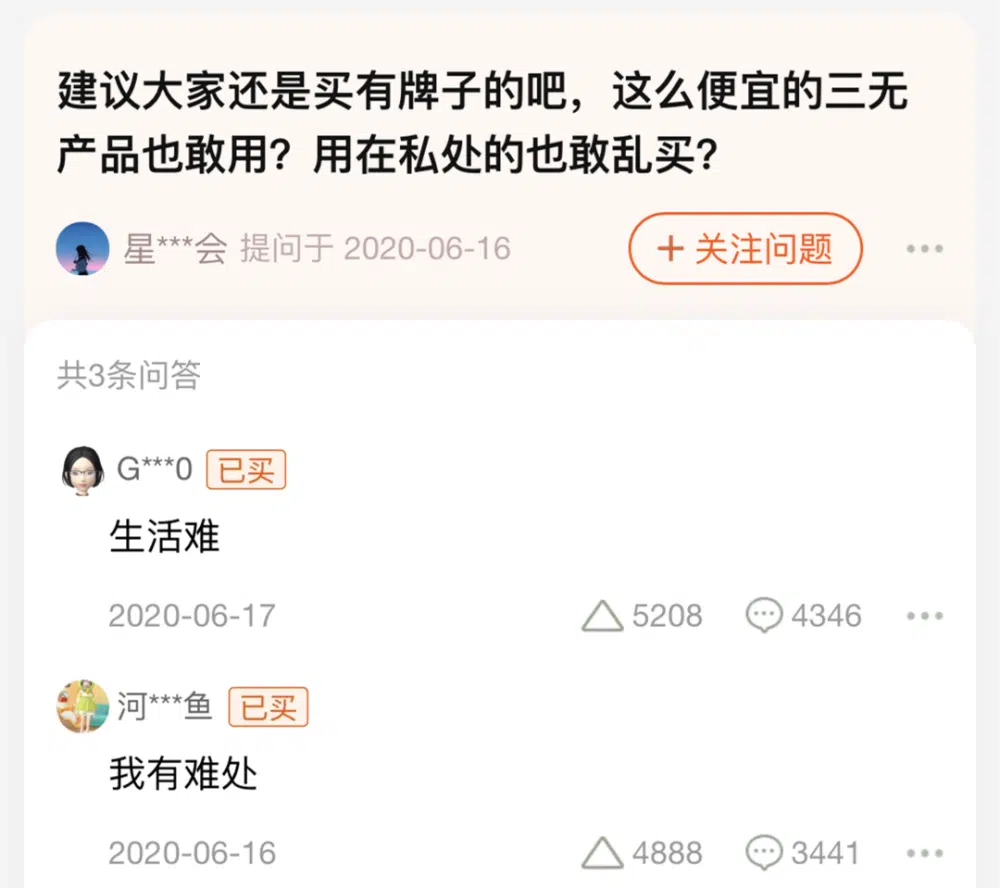 建议大家还是买有牌子的吧，这么便宜的三无
产品也敢用？用在私处的也敢乱买？
星***会 提问于 2020-06-16
+ 关注问题
共3条问答
G***0 已买
生活难
2020-06-17
5208
4346
河***鱼 已买
我有难处
2020-06-16
4888
3441